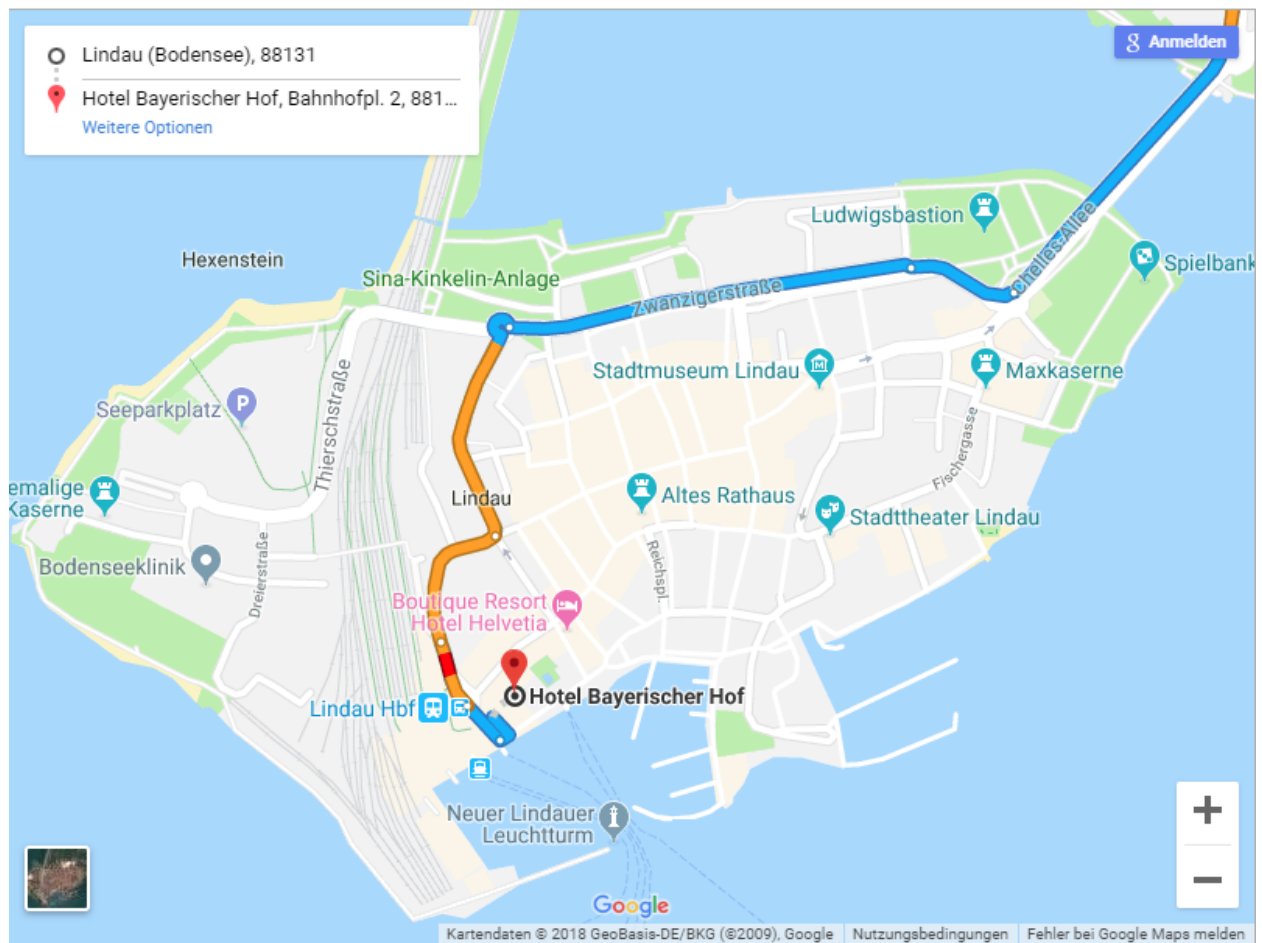 Lindau (Bodensee), 88131
Hotel Bayerischer Hof, Bahnhofpl. 2, 881...
Weitere Optionen
g Anmelden
Ludwigsbastion
Chelles-Allee
Hexenstein
Spielbank
Sina-Kinkelin-Anlage
Zwanzigerstraße
Stadtmuseum Lindau
M
Maxkaserne
Thierschstraße
Seeparkplatz
P
Fischergasse
emalige
Kaserne
Lindau
Altes Rathaus
Stadttheater Lindau
Bodenseeklinik
Dreierstraße
Reichspl.
Boutique Resort
Hotel Helvetia
Hotel Bayerischer Hof
Lindau Hbf
Neuer Lindauer
Leuchtturm
+
−
Google
Kartendaten © 2018 GeoBasis-DE/BKG (©2009), Google Nutzungsbedingungen Fehler bei Google Maps melden